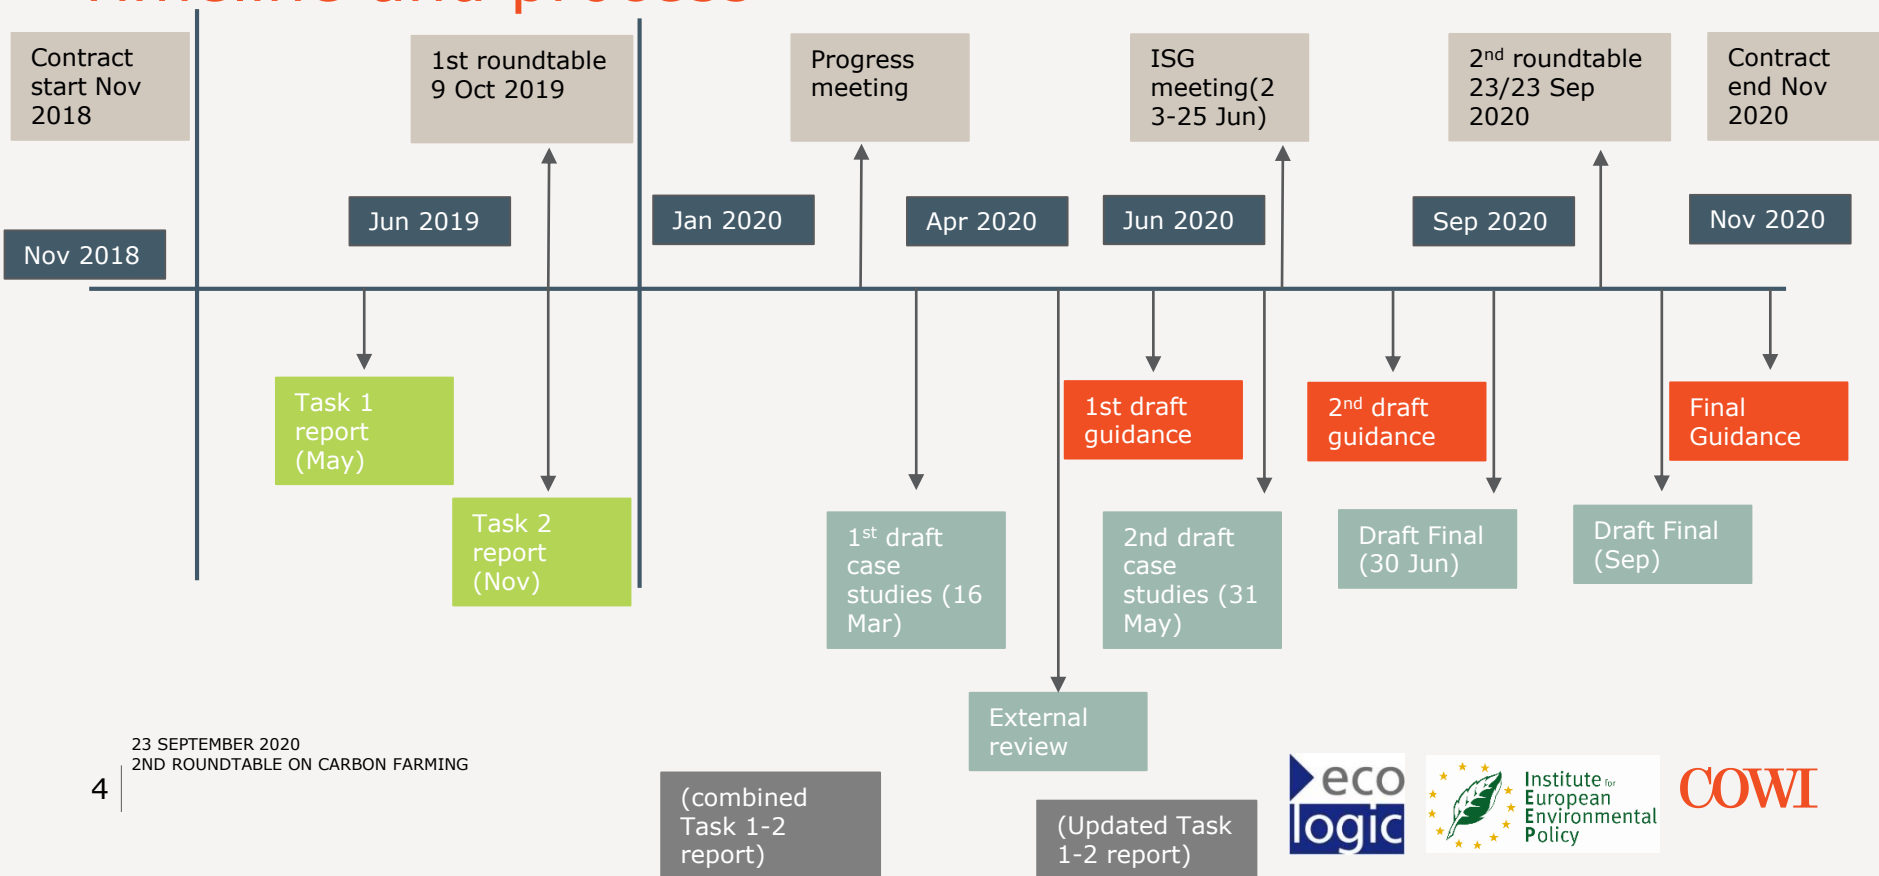 Timeline and process
Contract
start Nov
2018
1st roundtable
9 Oct 2019
Progress
meeting
ISG
meeting(2
3-25 Jun)
2nd roundtable
23/23 Sep
2020
Contract
end Nov
2020
Nov 2018
Jun 2019
Jan 2020
Apr 2020
Jun 2020
Sep 2020
Nov 2020
Task 1
report
(May)
Task 2
report
(Nov)
1st draft
guidance
2nd draft
guidance
Final
Guidance
1st draft
case
studies (16
Mar)
2nd draft
case
studies (31
May)
Draft Final
(30 Jun)
Draft Final
(Sep)
External
review
(combined
Task 1-2
report)
(Updated Task
1-2 report)
4
23 SEPTEMBER 2020
2ND ROUNDTABLE ON CARBON FARMING
eco
logic
Institute for
European
Environmental
Policy
COWI